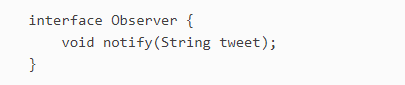 interface Observer {
    void notify(String tweet);
}